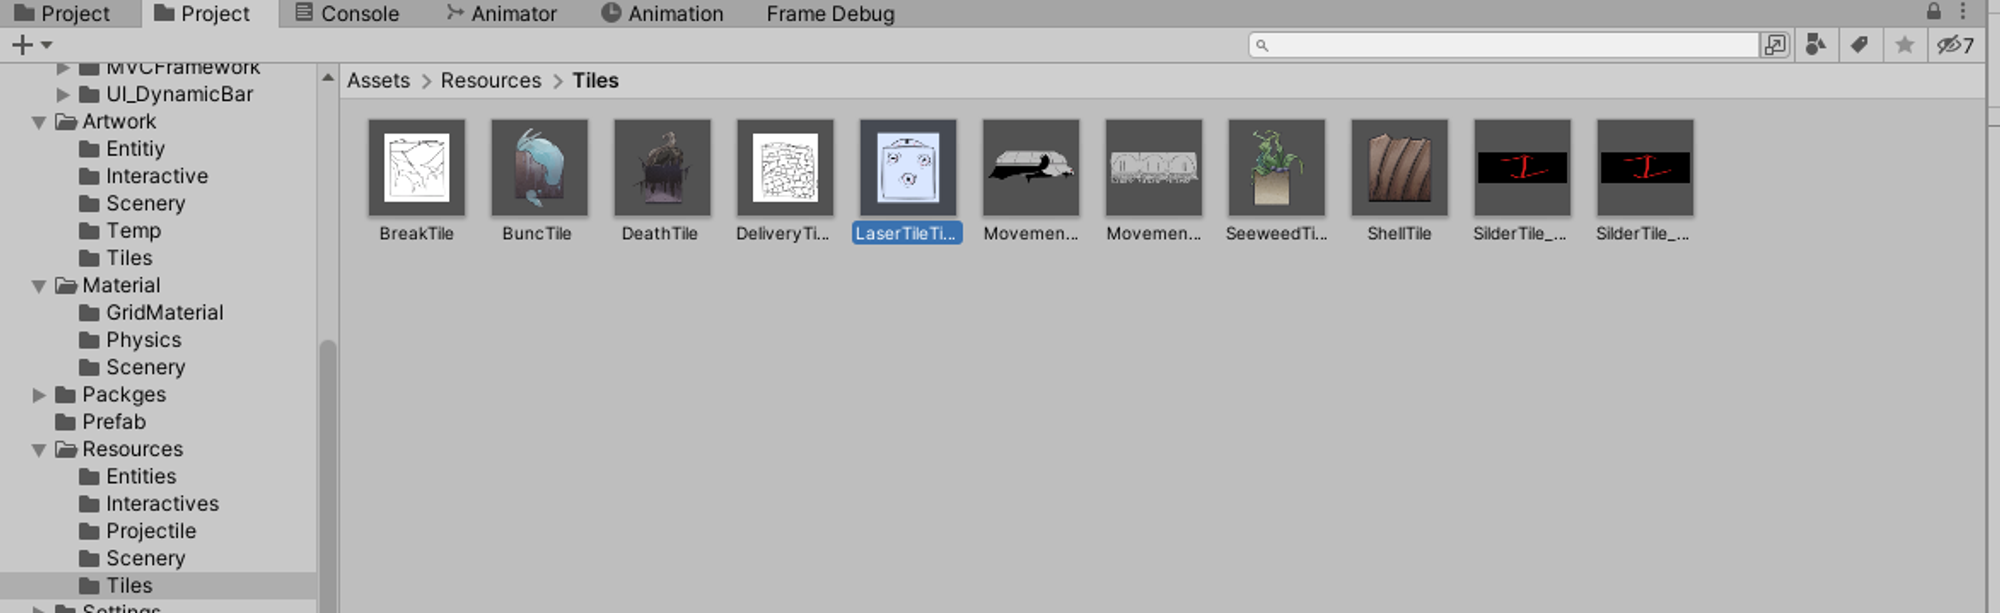 Project
Project
Console
Animator
Animation
Frame Debug
7
MVCFramework
UI_DynamicBar
Artwork
Entitiy
Interactive
Scenery
Temp
Tiles
Material
GridMaterial
Physics
Scenery
Packges
Prefab
Resources
Entities
Interactives
Projectile
Scenery
Tiles
Settings
Assets > Resources > Tiles
BreakTile
BuncTile
DeathTile
DeliveryTi...
LaserTileTi...
Movemen...
Movemen...
SeeweedTi...
ShellTile
SilderTile_...
SilderTile_...